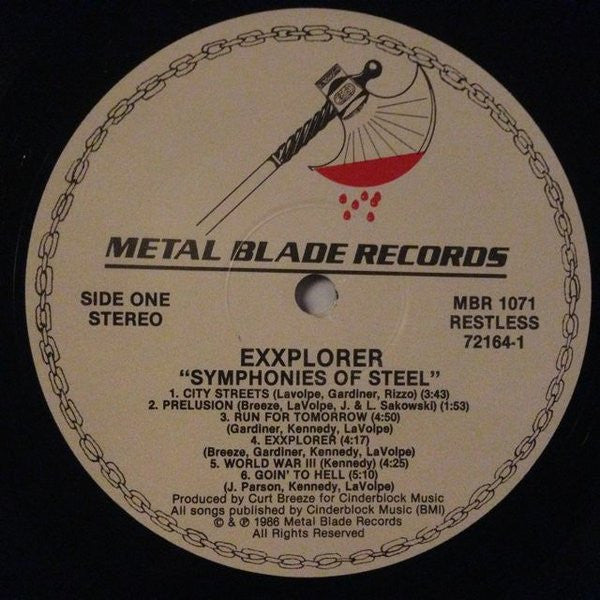 METAL BLADE RECORDS
SIDE ONE
STEREO
MBR 1071
RESTLESS
72164-1
EXXPLORER
“SYMPHONIES OF STEEL”
1. CITY STREETS (Lavolpe, Gardiner, Rizzo) (3:43)
2. PRELUSION (Breeze, LaVolpe, J. & L. Sakowski) (1:53)
3. RUN FOR TOMORROW (4:50)
(Gardiner, Kennedy, LaVolpe)
4. EXXPLORER (4:17)
(Breeze, Gardiner, Kennedy, LaVolpe)
5. WORLD WAR III (Kennedy) (4:25)
6. GOIN' TO HELL (5:10)
(J. Parson, Kennedy, LaVolpe)
Produced by Curt Breeze for Cinderblock Music
All songs published by Cinderblock Music (BMI)
© & ℗ 1986 Metal Blade Records
All Rights Reserved